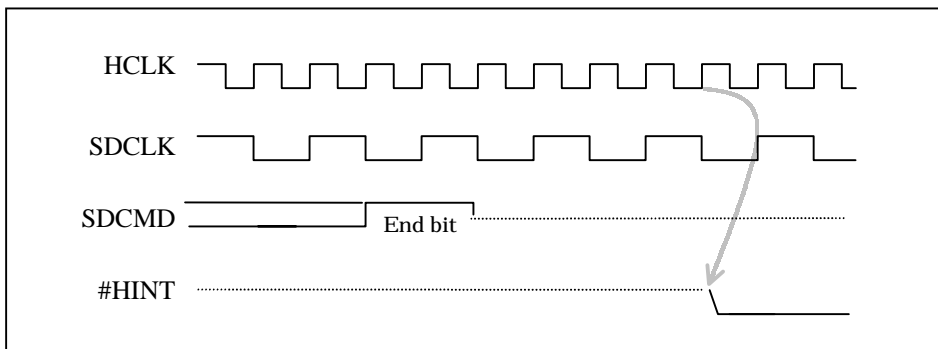 HCLK
SDCLK
SDCMD End bit
#HINT